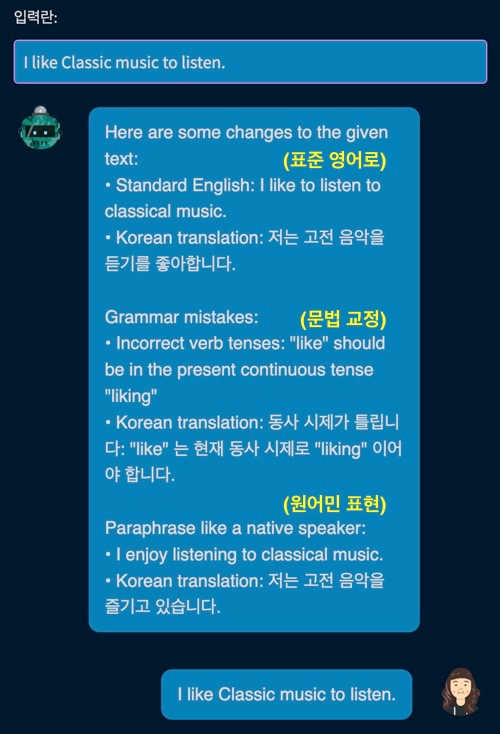 입력란:
I like Classic music to listen.
Here are some changes to the given
text:
(표준 영어로)
• Standard English: I like to listen to
classical music.
• Korean translation: 저는 고전 음악을
듣기를 좋아합니다.
Grammar mistakes:
(문법 교정)
• Incorrect verb tenses: "like" should
be in the present continuous tense
"liking"
• Korean translation: 동사 시제가 틀립니
다: "like" 는 현재 동사 시제로 "liking" 이어
야 합니다.
(원어민 표현)
Paraphrase like a native speaker:
• I enjoy listening to classical music.
• Korean translation: 저는 고전 음악을
즐기고 있습니다.
I like Classic music to listen.